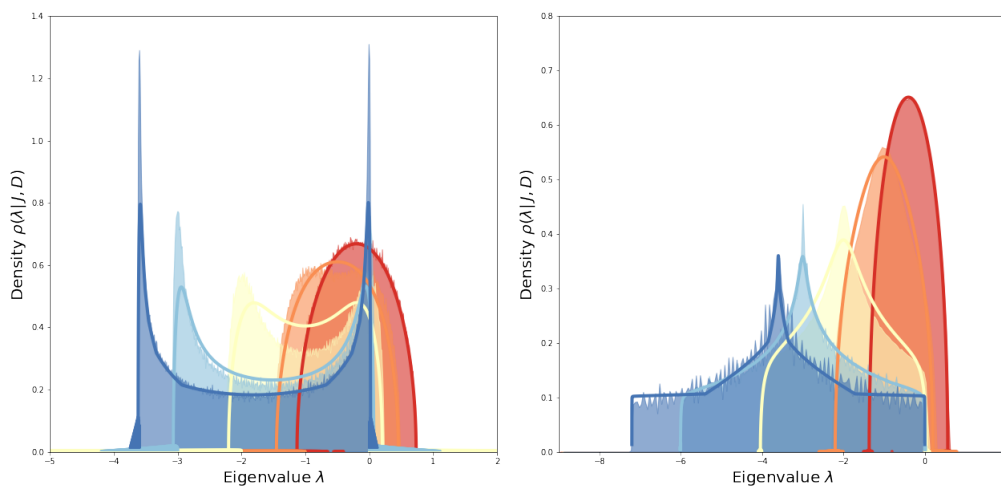 1.4
1.2
1.0
0.8
0.6
0.4
0.2
0.0
Density ρ(λ|J, D)
−5 −4 −3 −2 −1 0 1 2
Eigenvalue λ
0.8
0.7
0.6
0.5
0.4
0.3
0.2
0.1
0.0
Density ρ(λ|J, D)
−8 −6 −4 −2 0
Eigenvalue λ